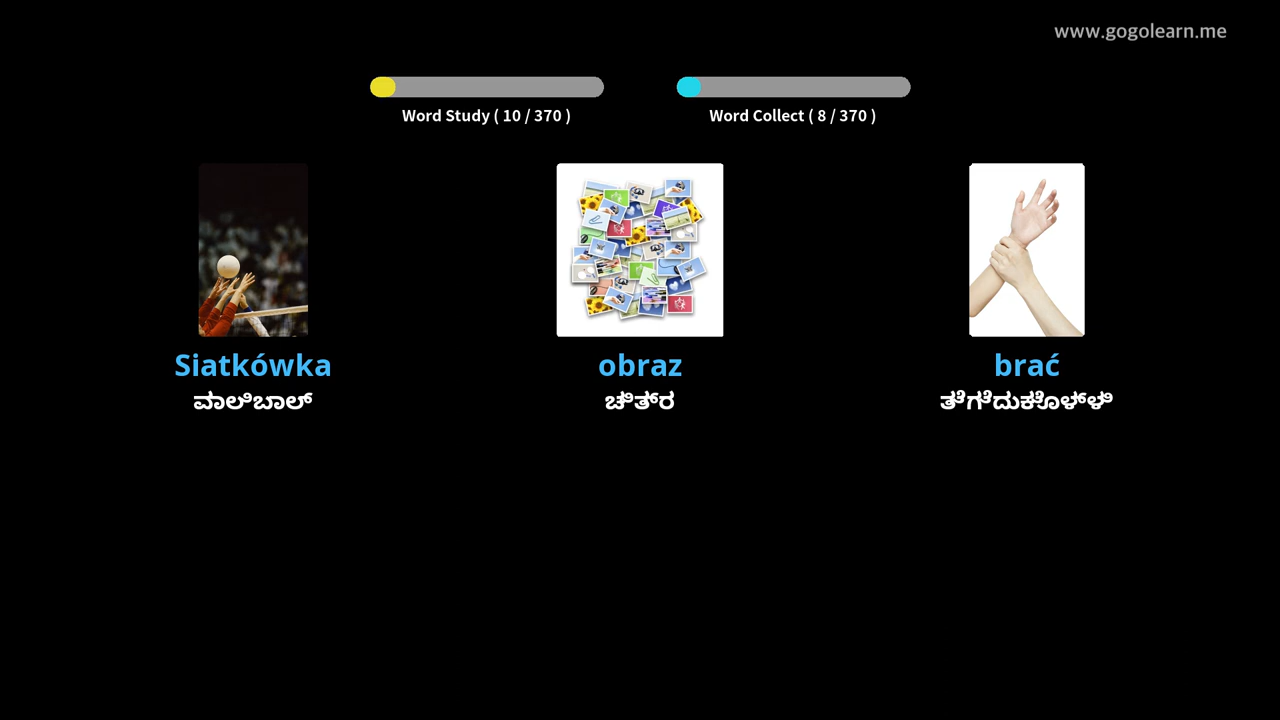 www.gogolearn.me
Word Study ( 10 / 370 )
Word Collect ( 8 / 370 )
Siatkówka
ವಾಲಿಬಾಲ್
obraz
ಚಿತ್ರ
brać
ತೆಗೆದುಕೊಳ್ಳಿ